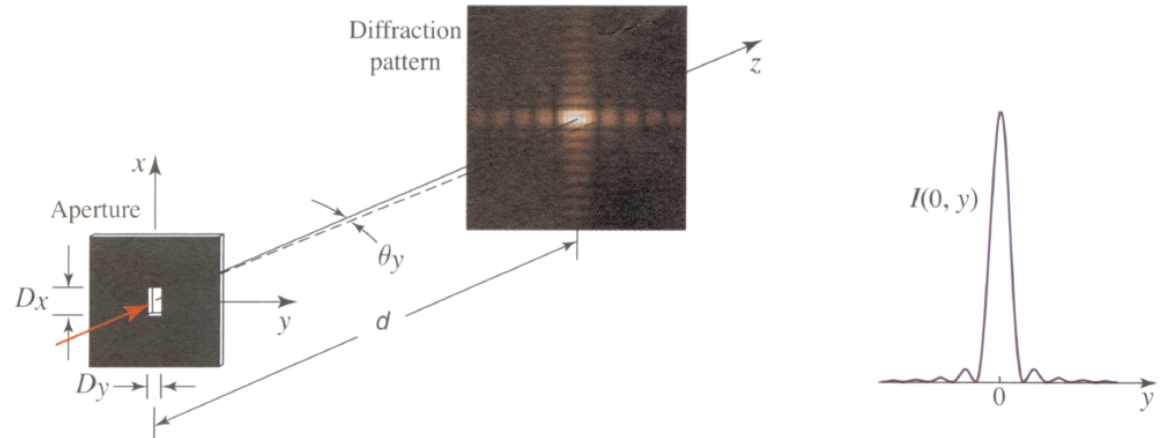 Diffraction
pattern
z
x
Aperture
I(0, y)
θy
Dx
y
d
Dy
0
y